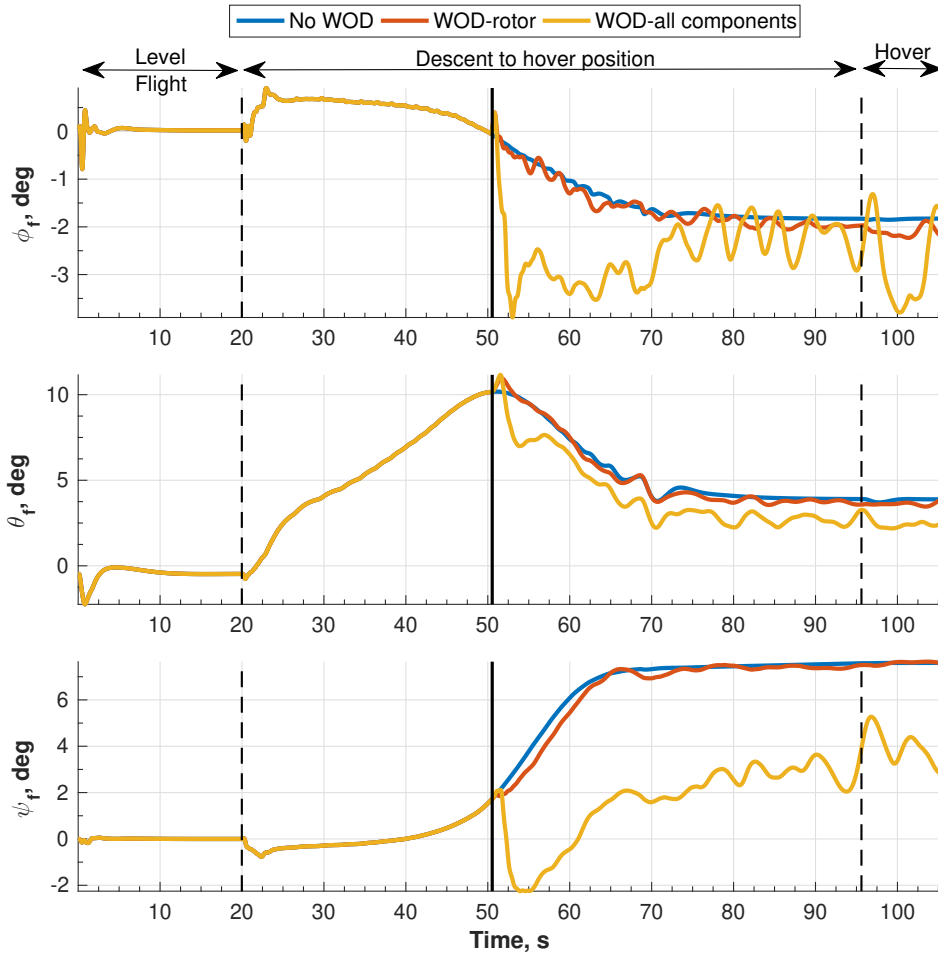 No WOD WOD-rotor WOD-all components
Level
Flight
Descent to hover position
Hover
0
-1
-2
-3
ϕf, deg
10 20 30 40 50 60 70 80 90 100
10
5
0
θf, deg
10 20 30 40 50 60 70 80 90 100
6
4
2
0
-2
ψf, deg
10 20 30 40 50 60 70 80 90 100
Time, s